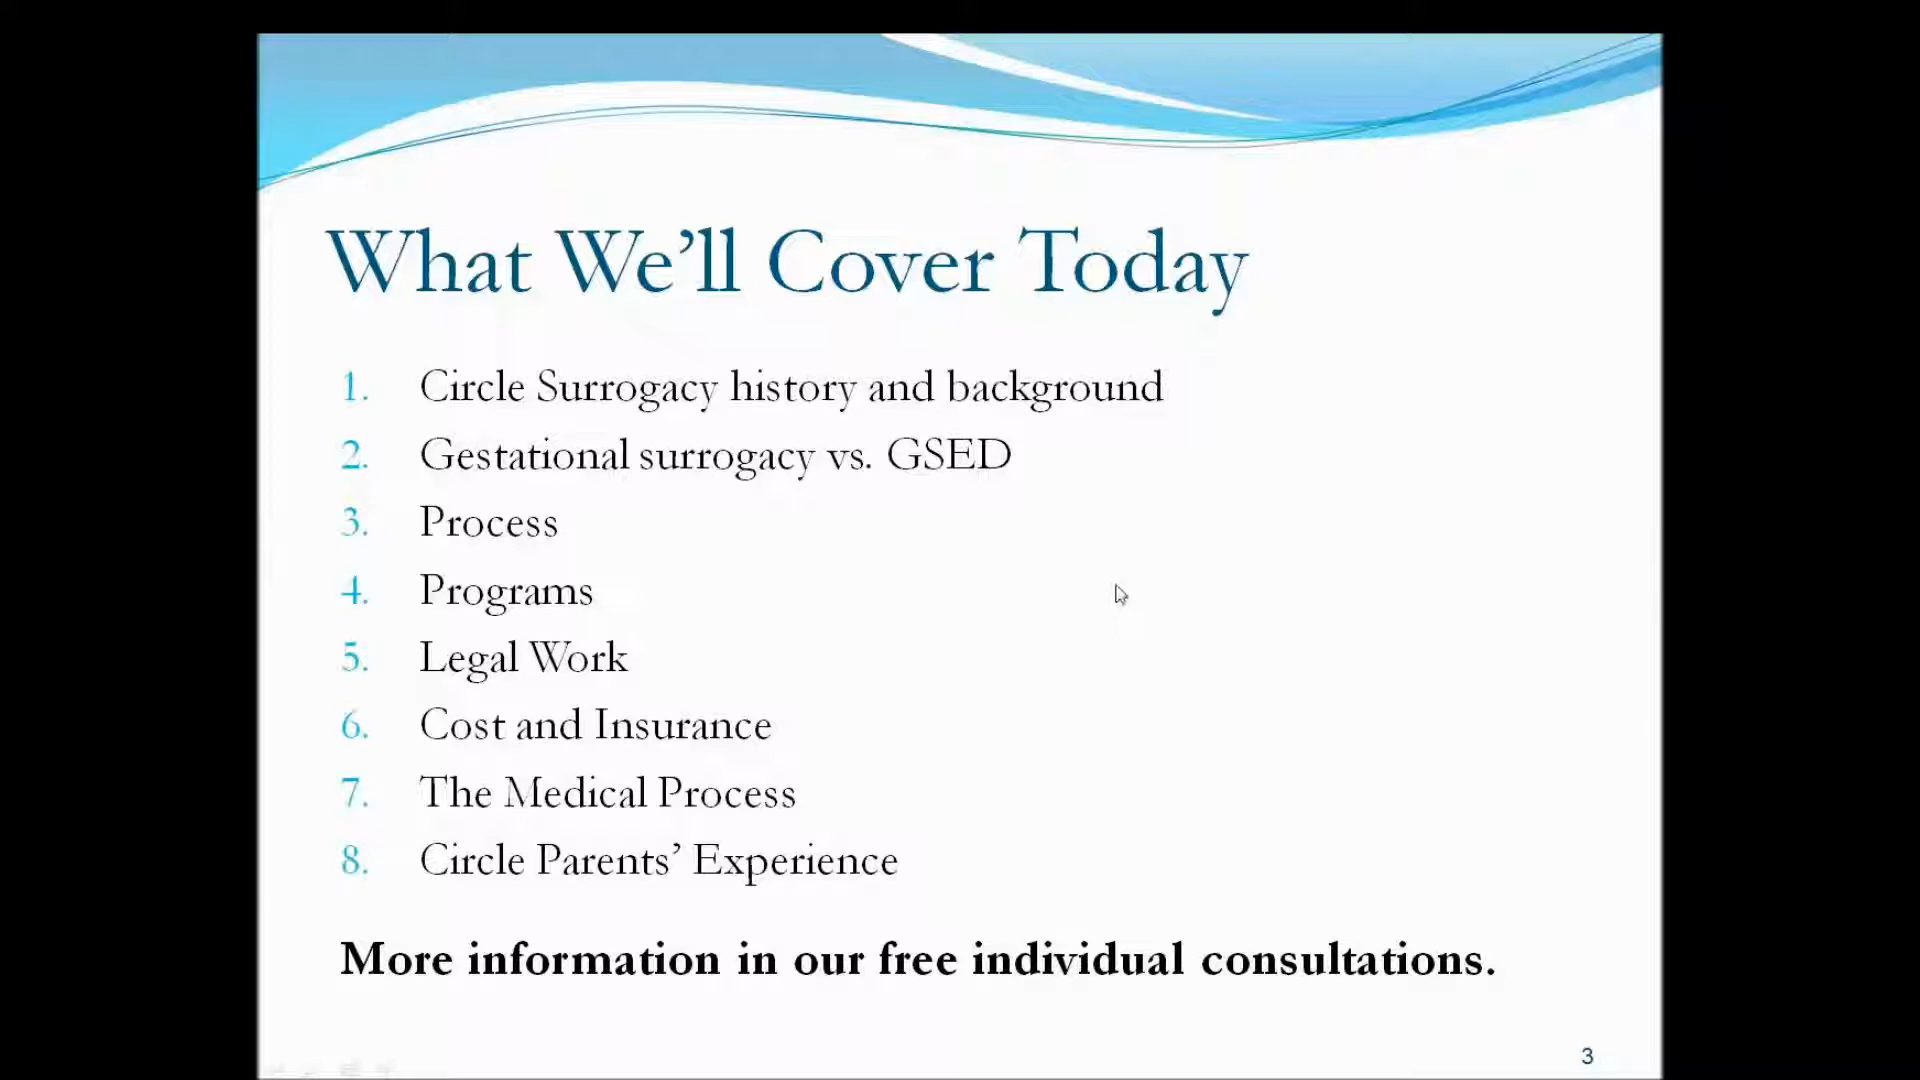 What We’ll Cover Today
1. Circle Surrogacy history and background
2. Gestational surrogacy vs. GSED
3. Process
4. Programs
5. Legal Work
6. Cost and Insurance
7. The Medical Process
8. Circle Parents’ Experience
More information in our free individual consultations.
3